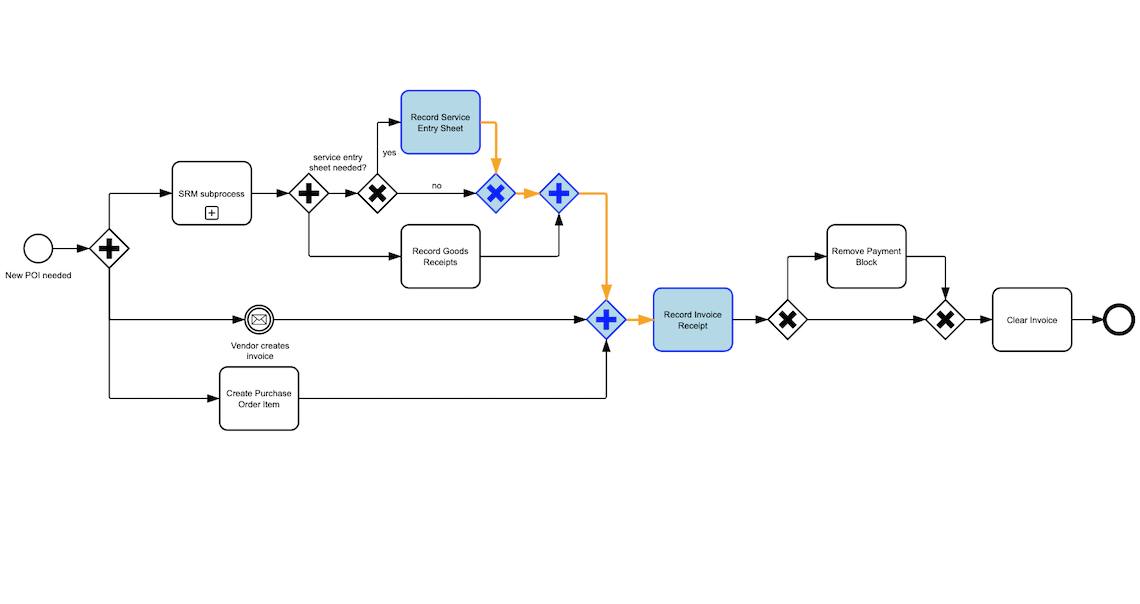 Record Service
Entry Sheet
service entry
sheet needed?
yes
SRM subprocess
no
New POI needed
Record Goods
Receipts
Remove Payment
Block
Vendor creates
invoice
Record Invoice
Receipt
Clear Invoice
Create Purchase
Order Item